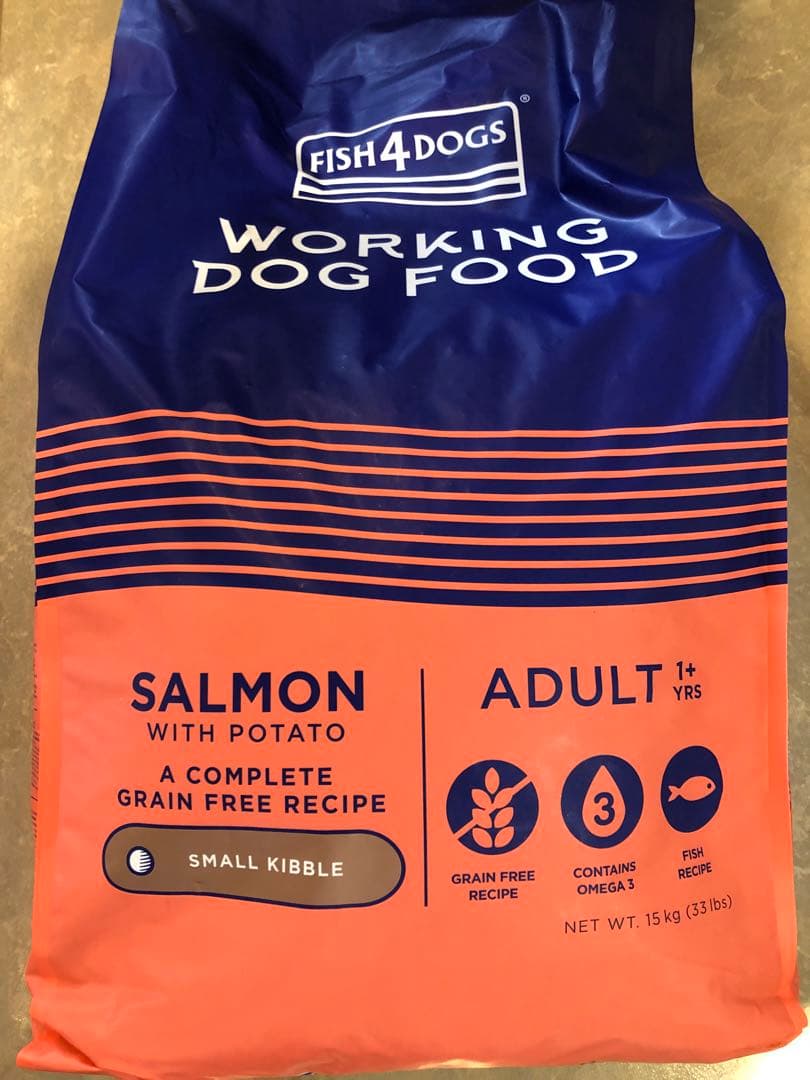 FISH4DOGS®
WORKING
DOG FOOD
SALMON
WITH POTATO
A COMPLETE
GRAIN FREE RECIPE
SMALL KIBBLE
ADULT 1+ YRS
3
GRAIN FREE
RECIPE
CONTAINS
OMEGA 3
FISH
RECIPE
NET WT. 15 kg (33 lbs)